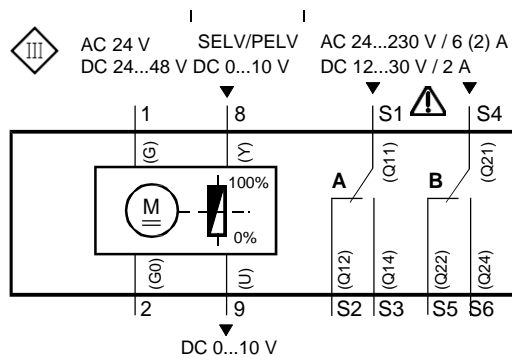 III
AC 24 V SELV/PELV AC 24...230 V / 6 (2) A
DC 24...48 V DC 0...10 V DC 12...30 V / 2 A
1 8 S1 S4
(G) (Y) (Q11) (Q21)
A B
100%
M
0%
(G0) (U) (Q12) (Q14) (Q22) (Q24)
2 9 S2 S3 S5 S6
DC 0...10 V